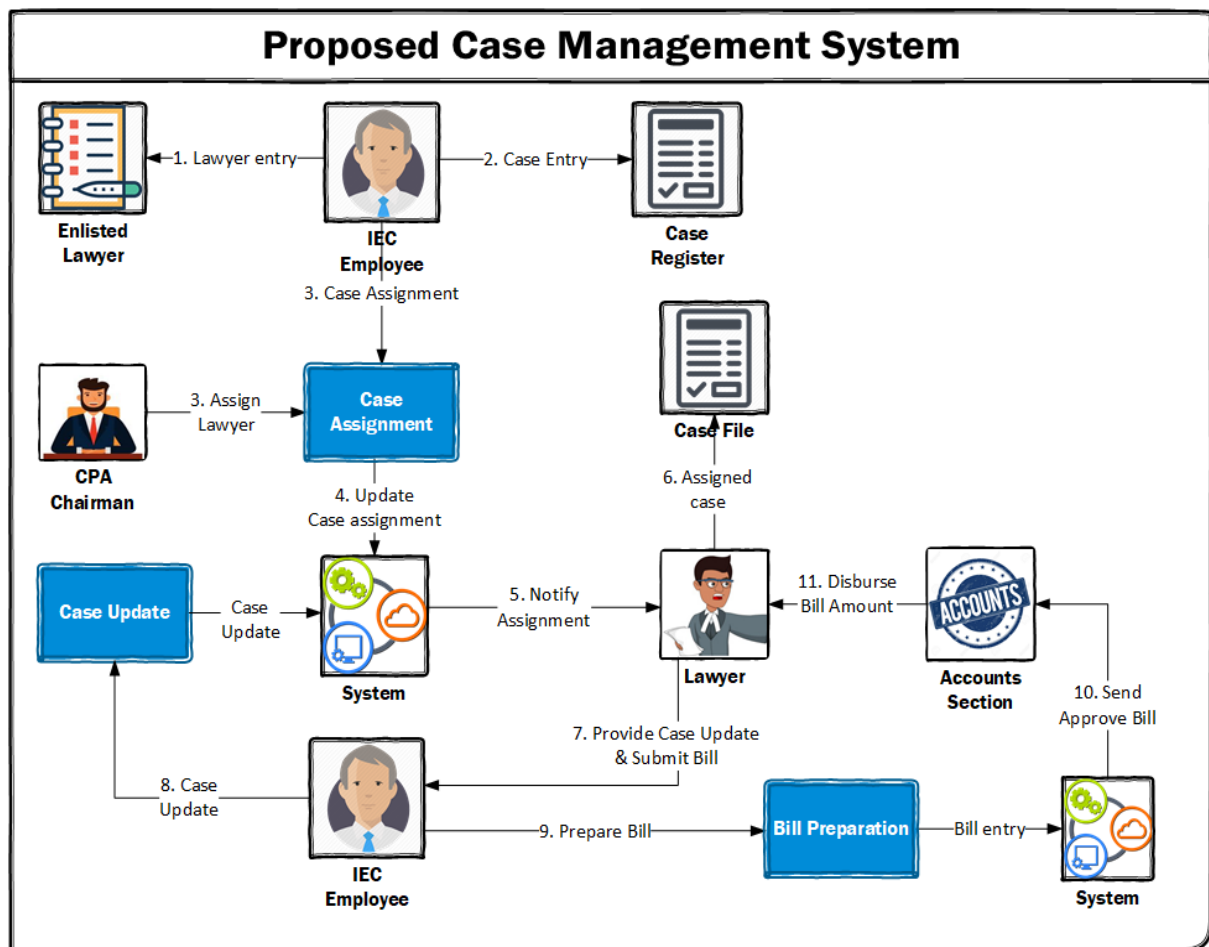 Proposed Case Management System
1. Lawyer entry
2. Case Entry
Enlisted
Lawyer
IEC
Employee
Case
Register
3. Case Assignment
3. Assign
Lawyer
Case
Assignment
Case File
CPA
Chairman
4. Update
Case assignment
6. Assigned
case
Case Update
Case
Update
5. Notify
Assignment
11. Disburse
Bill Amount
ACCOUNTS
System
Lawyer
Accounts
Section
10. Send
Approve Bill
7. Provide Case Update
& Submit Bill
8. Case
Update
9. Prepare Bill
Bill Preparation
Bill entry
IEC
Employee
System